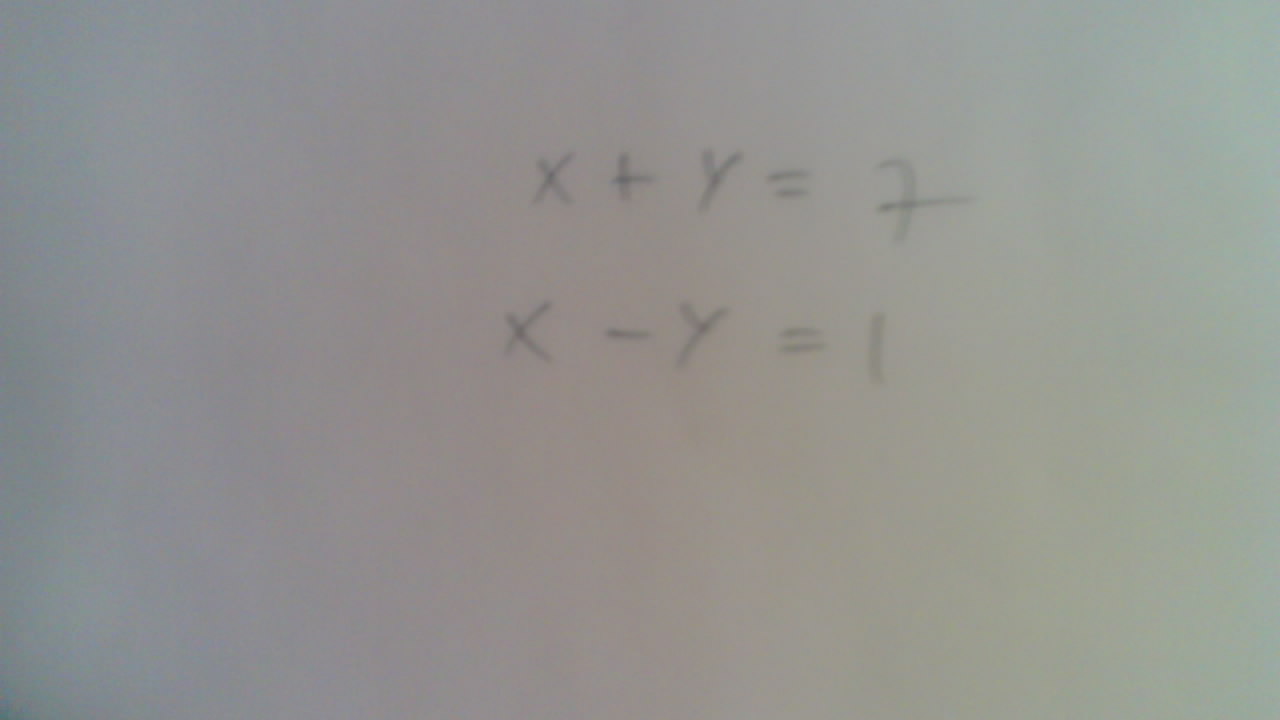 x + y = 7
x - y = 1